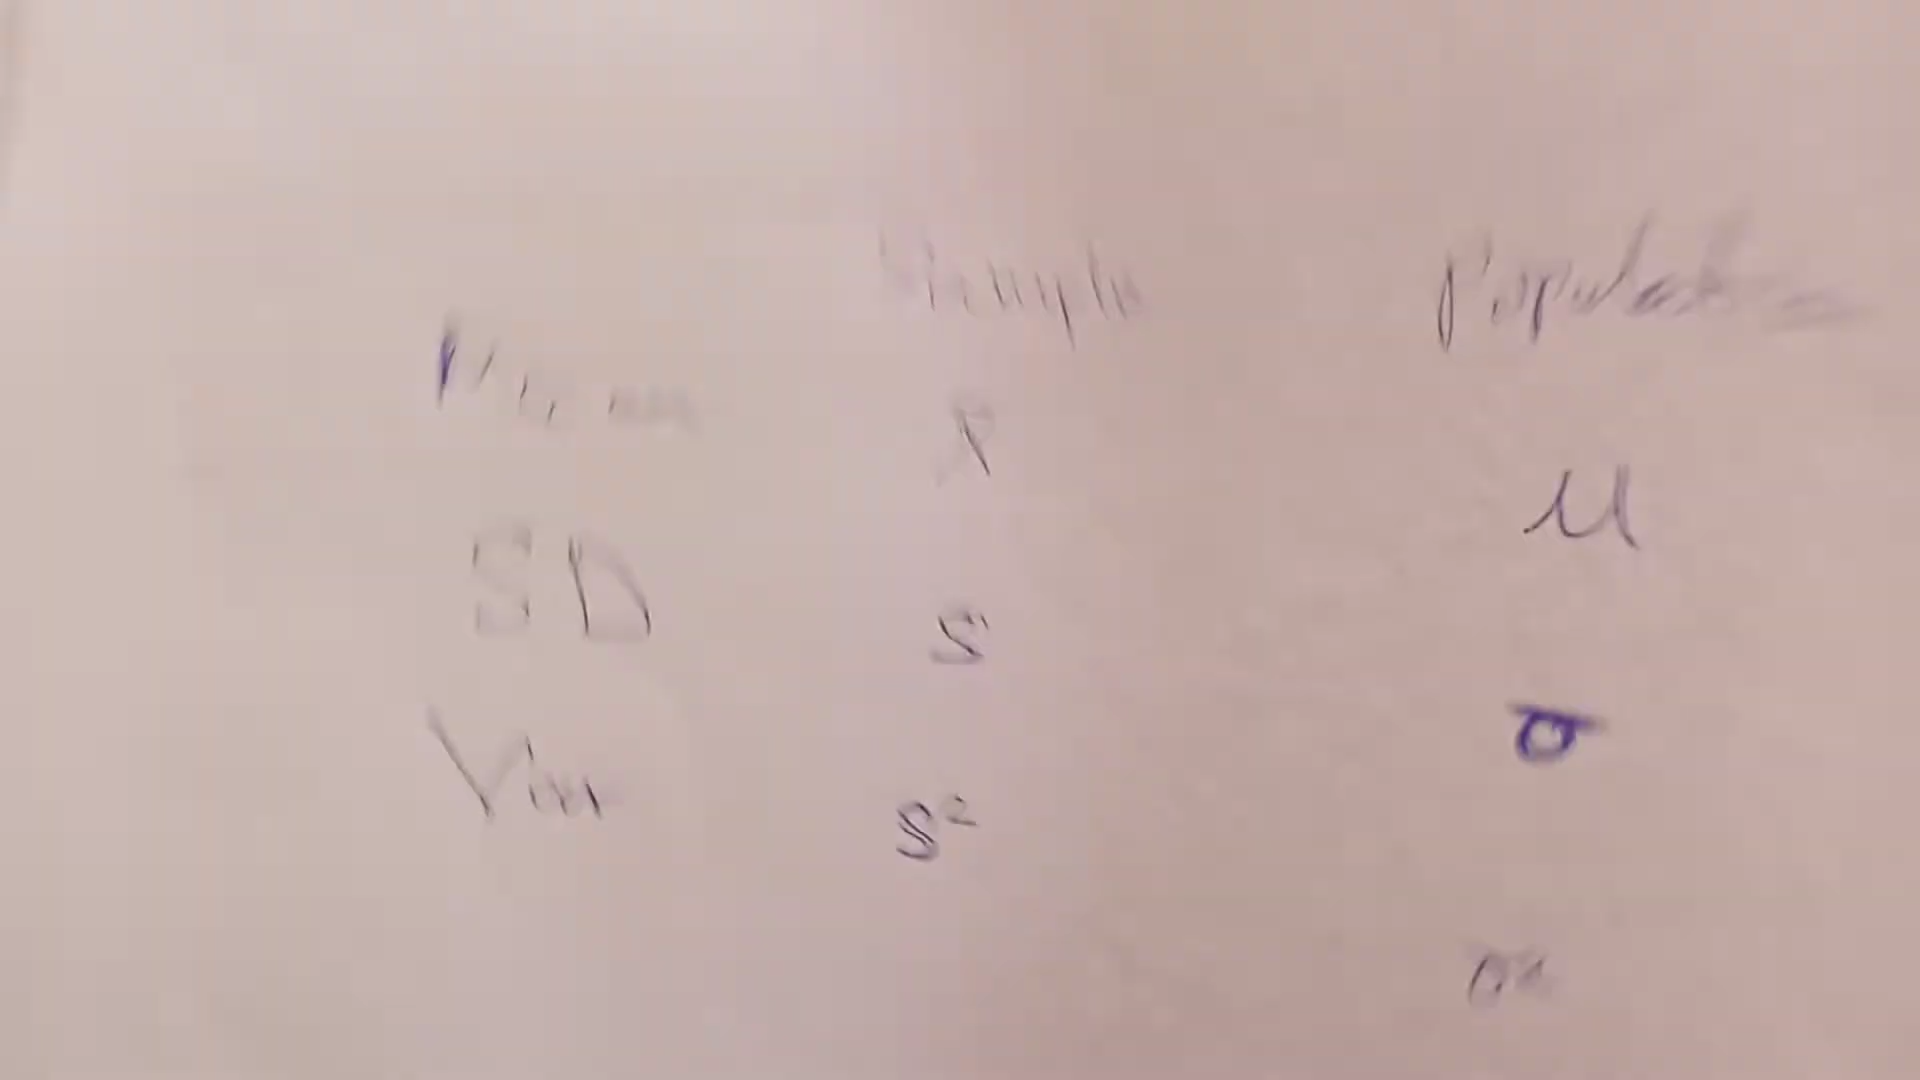 Sample Population
Mean x̄ μ
SD s σ
Var s² σ²